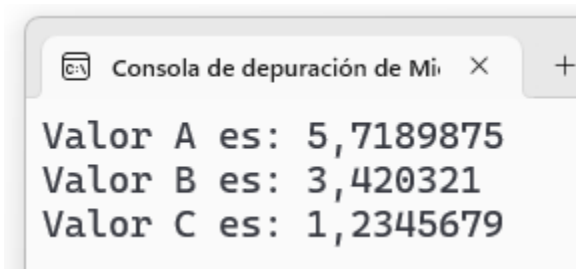 Consola de depuración de Mi
Valor A es: 5,7189875
Valor B es: 3,420321
Valor C es: 1,2345679